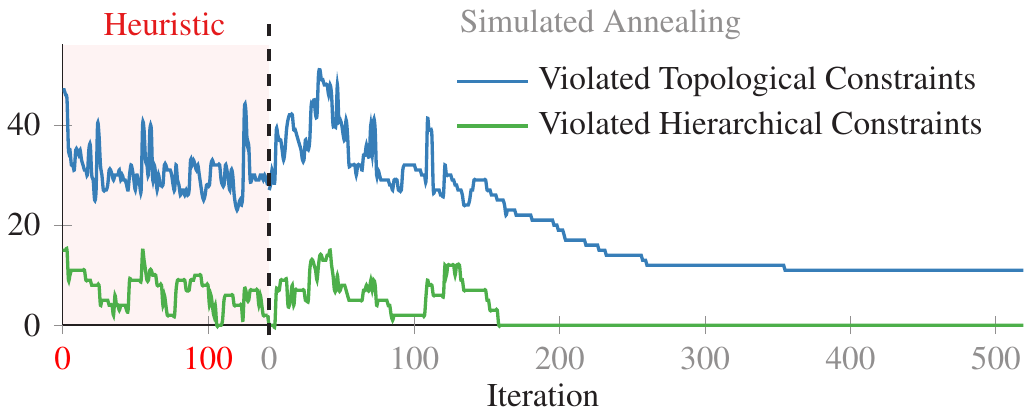 Heuristic
Simulated Annealing
Violated Topological Constraints
Violated Hierarchical Constraints
40
20
0
0 100 0 100 200 300 400 500
Iteration